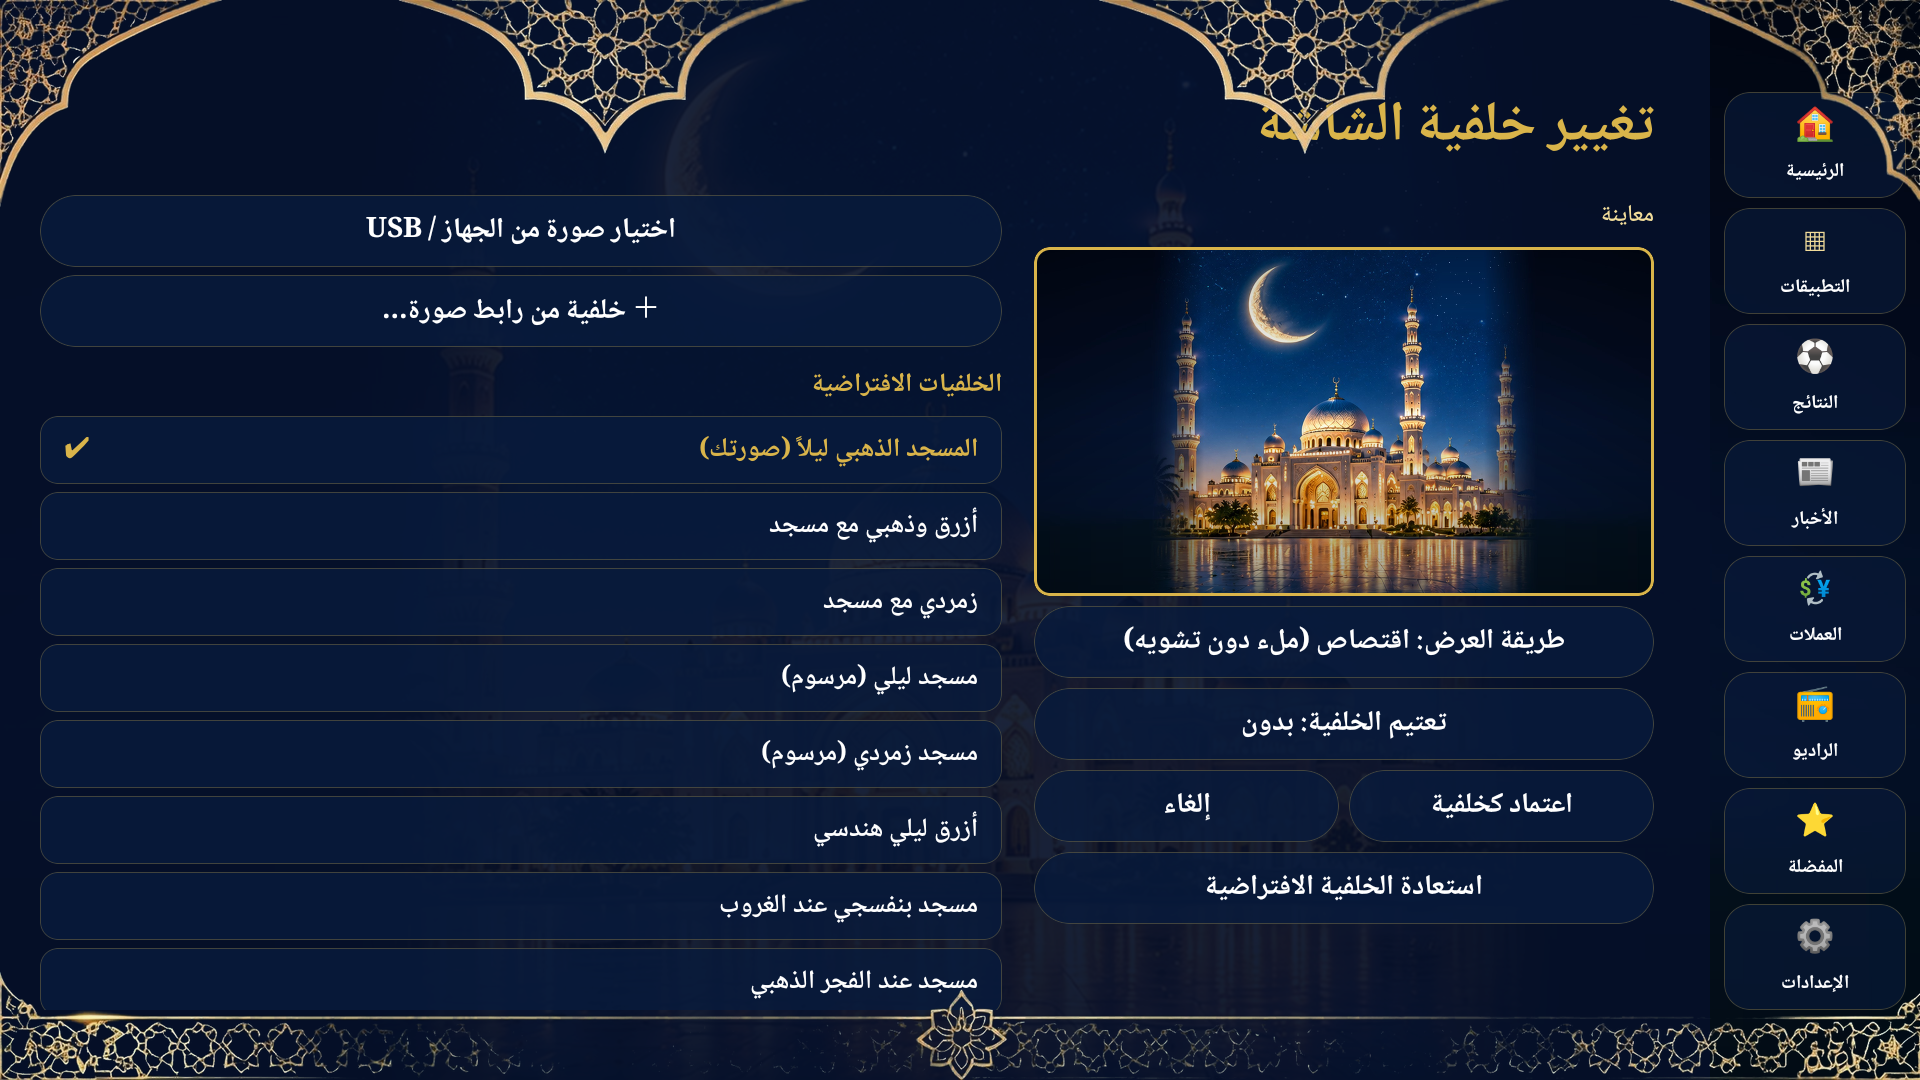 تغيير خلفية الشاشة
معاينة
طريقة العرض: اقتصاص (ملء دون تشويه)
تعتيم الخلفية: بدون
اعتماد كخلفية
إلغاء
استعادة الخلفية الافتراضية
اختيار صورة من الجهاز / USB
＋ خلفية من رابط صورة...
الخلفيات الافتراضية
المسجد الذهبي ليلاً (صورتك) ✔
أزرق وذهبي مع مسجد
زمردي مع مسجد
مسجد ليلي (مرسوم)
مسجد زمردي (مرسوم)
أزرق ليلي هندسي
مسجد بنفسجي عند الغروب
مسجد عند الفجر الذهبي
الرئيسية
التطبيقات
النتائج
الأخبار
العملات
الراديو
المفضلة
الإعدادات